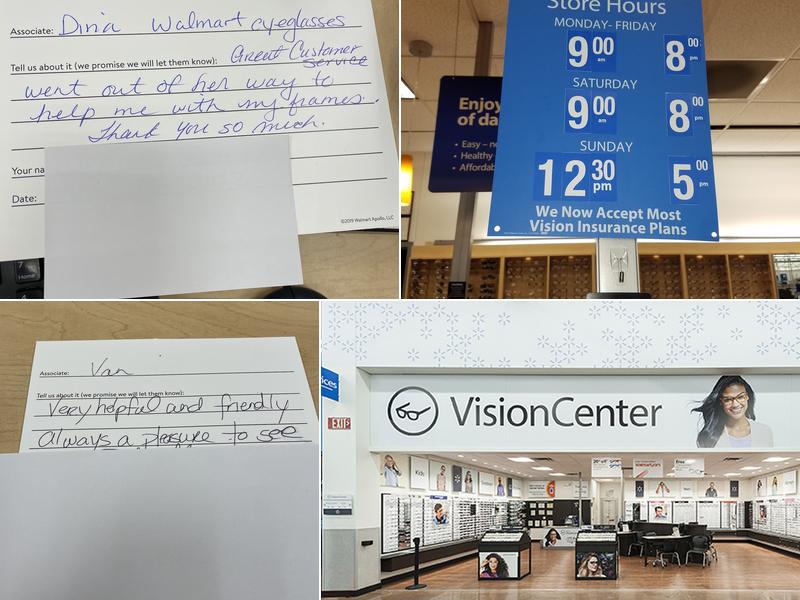 Associate: Diria Walmart eyeglasses
Tell us about it (we promise we will let them know): Great Customer
Service
went out of her way to
help me with my frames.
Thank you so much.
Your na
Date:
©2019 Walmart Apollo, LLC
Home
Store Hours
MONDAY- FRIDAY
9 00 am 8 00 pm
SATURDAY
9 00 am 8 00 pm
SUNDAY
12 30 pm 5 00 pm
We Now Accept Most
Vision Insurance Plans
Enjoy
of da
• Easy – n
• Healthy
• Affordab
Associate: Van
Tell us about it (we promise we will let them know):
Very helpful and friendly
always a pleasure to see
ices
EXIT
VisionCenter
Kids